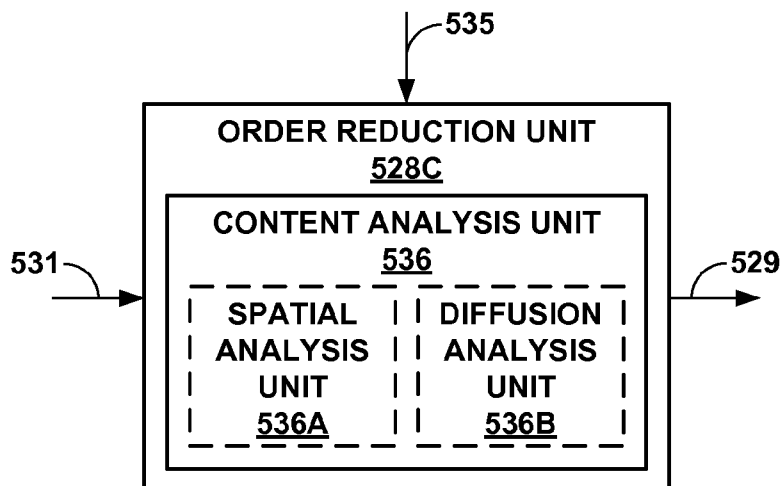 535
ORDER REDUCTION UNIT
528C
CONTENT ANALYSIS UNIT
536
531
529
SPATIAL
ANALYSIS
UNIT
536A
DIFFUSION
ANALYSIS
UNIT
536B